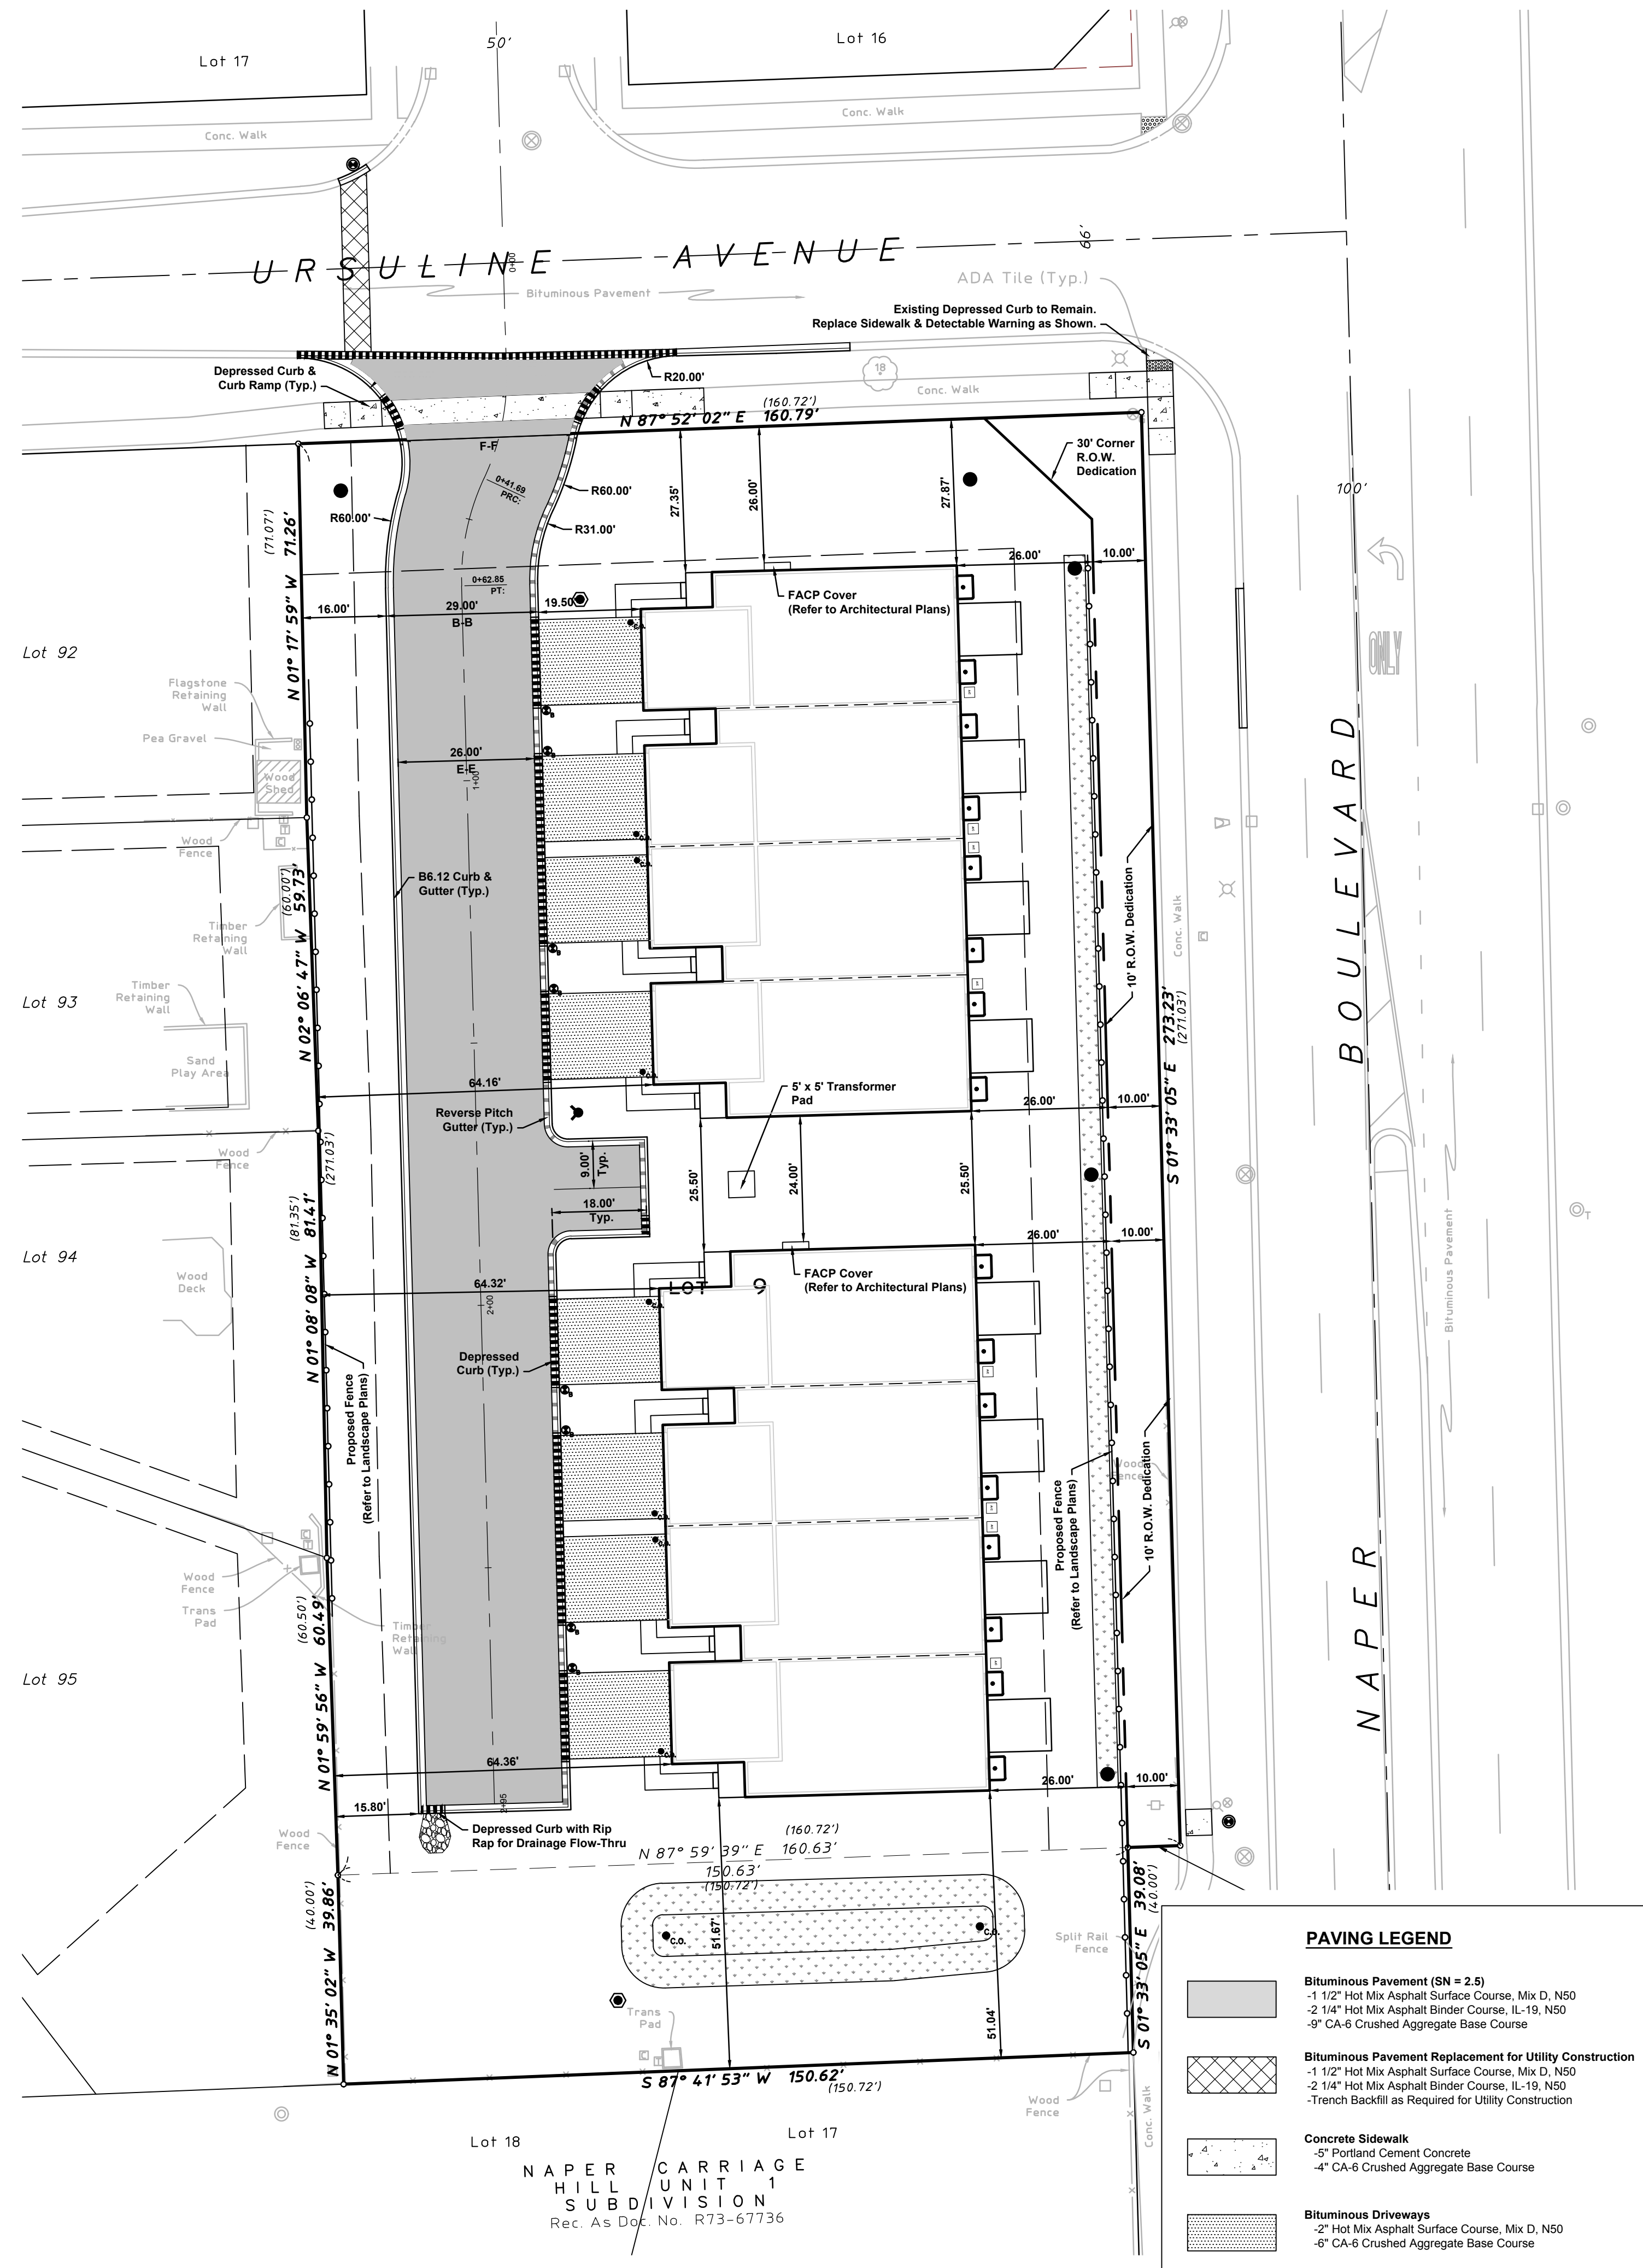 Lot 17
50'
Lot 16
Conc. Walk
Conc. Walk
URSULINE AVENUE
0+00
66'
Bituminous Pavement
ADA Tile (Typ.)
Existing Depressed Curb to Remain.
Replace Sidewalk & Detectable Warning as Shown.
Depressed Curb &
Curb Ramp (Typ.)
R20.00'
18
Conc. Walk
(160.72')
N 87° 52' 02" E 160.79'
F-F
30' Corner
R.O.W.
Dedication
0+41.69
PRC:
R60.00'
R60.00'
R31.00'
27.35'
26.00'
27.87'
100'
(71.07')
N 01° 17' 59" W 71.26'
26.00'
10.00'
0+62.85
PT:
16.00'
29.00'
B-B
19.50'
FACP Cover
(Refer to Architectural Plans)
ONLY
Lot 92
Flagstone
Retaining
Wall
Pea Gravel
Wood
Shed
26.00'
E-E
1+00
Wood
Fence
B6.12 Curb &
Gutter (Typ.)
(60.00')
N 02° 06' 47" W 59.73'
Timber
Retaining
Wall
10' R.O.W. Dedication
Conc. Walk
NAPER BOULEVARD
Lot 93
Timber
Retaining
Wall
Sand
Play Area
S 01° 33' 05" E 273.23'
(271.03')
64.16'
5' x 5' Transformer
Pad
26.00'
10.00'
Reverse Pitch
Gutter (Typ.)
Wood
Fence
(271.03')
9.00'
Typ.
18.00'
Typ.
25.50'
24.00'
25.50'
(81.35')
N 01° 08' 08" W 81.41'
Lot 94
Wood
Deck
26.00'
10.00'
64.32'
LOT 9
FACP Cover
(Refer to Architectural Plans)
2+00
T
Bituminous Pavement
Depressed
Curb (Typ.)
Proposed Fence
(Refer to Landscape Plans)
Wood
Fence
Proposed Fence
(Refer to Landscape Plans)
10' R.O.W. Dedication
Wood
Fence
Trans
Pad
Timber
Retaining
Wall
(60.50')
N 01° 59' 56" W 60.49'
Lot 95
64.36'
26.00'
10.00'
15.80'
2+95
Wood
Fence
Depressed Curb with Rip
Rap for Drainage Flow-Thru
(160.72')
N 87° 59' 39" E 160.63'
150.63'
(150.72')
(40.00')
N 01° 35' 02" W 39.86'
C.O.
51.67'
C.O.
51.04'
Split Rail
Fence
S 01° 33' 05" E 39.08'
(40.00')
Trans
Pad
S 87° 41' 53" W 150.62'
(150.72')
Wood
Fence
Conc. Walk
Lot 18
Lot 17
NAPER CARRIAGE
HILL UNIT 1
SUBDIVISION
Rec. As Doc. No. R73-67736
PAVING LEGEND
Bituminous Pavement (SN = 2.5)
-1 1/2" Hot Mix Asphalt Surface Course, Mix D, N50
-2 1/4" Hot Mix Asphalt Binder Course, IL-19, N50
-9" CA-6 Crushed Aggregate Base Course
Bituminous Pavement Replacement for Utility Construction
-1 1/2" Hot Mix Asphalt Surface Course, Mix D, N50
-2 1/4" Hot Mix Asphalt Binder Course, IL-19, N50
-Trench Backfill as Required for Utility Construction
Concrete Sidewalk
-5" Portland Cement Concrete
-4" CA-6 Crushed Aggregate Base Course
Bituminous Driveways
-2" Hot Mix Asphalt Surface Course, Mix D, N50
-6" CA-6 Crushed Aggregate Base Course